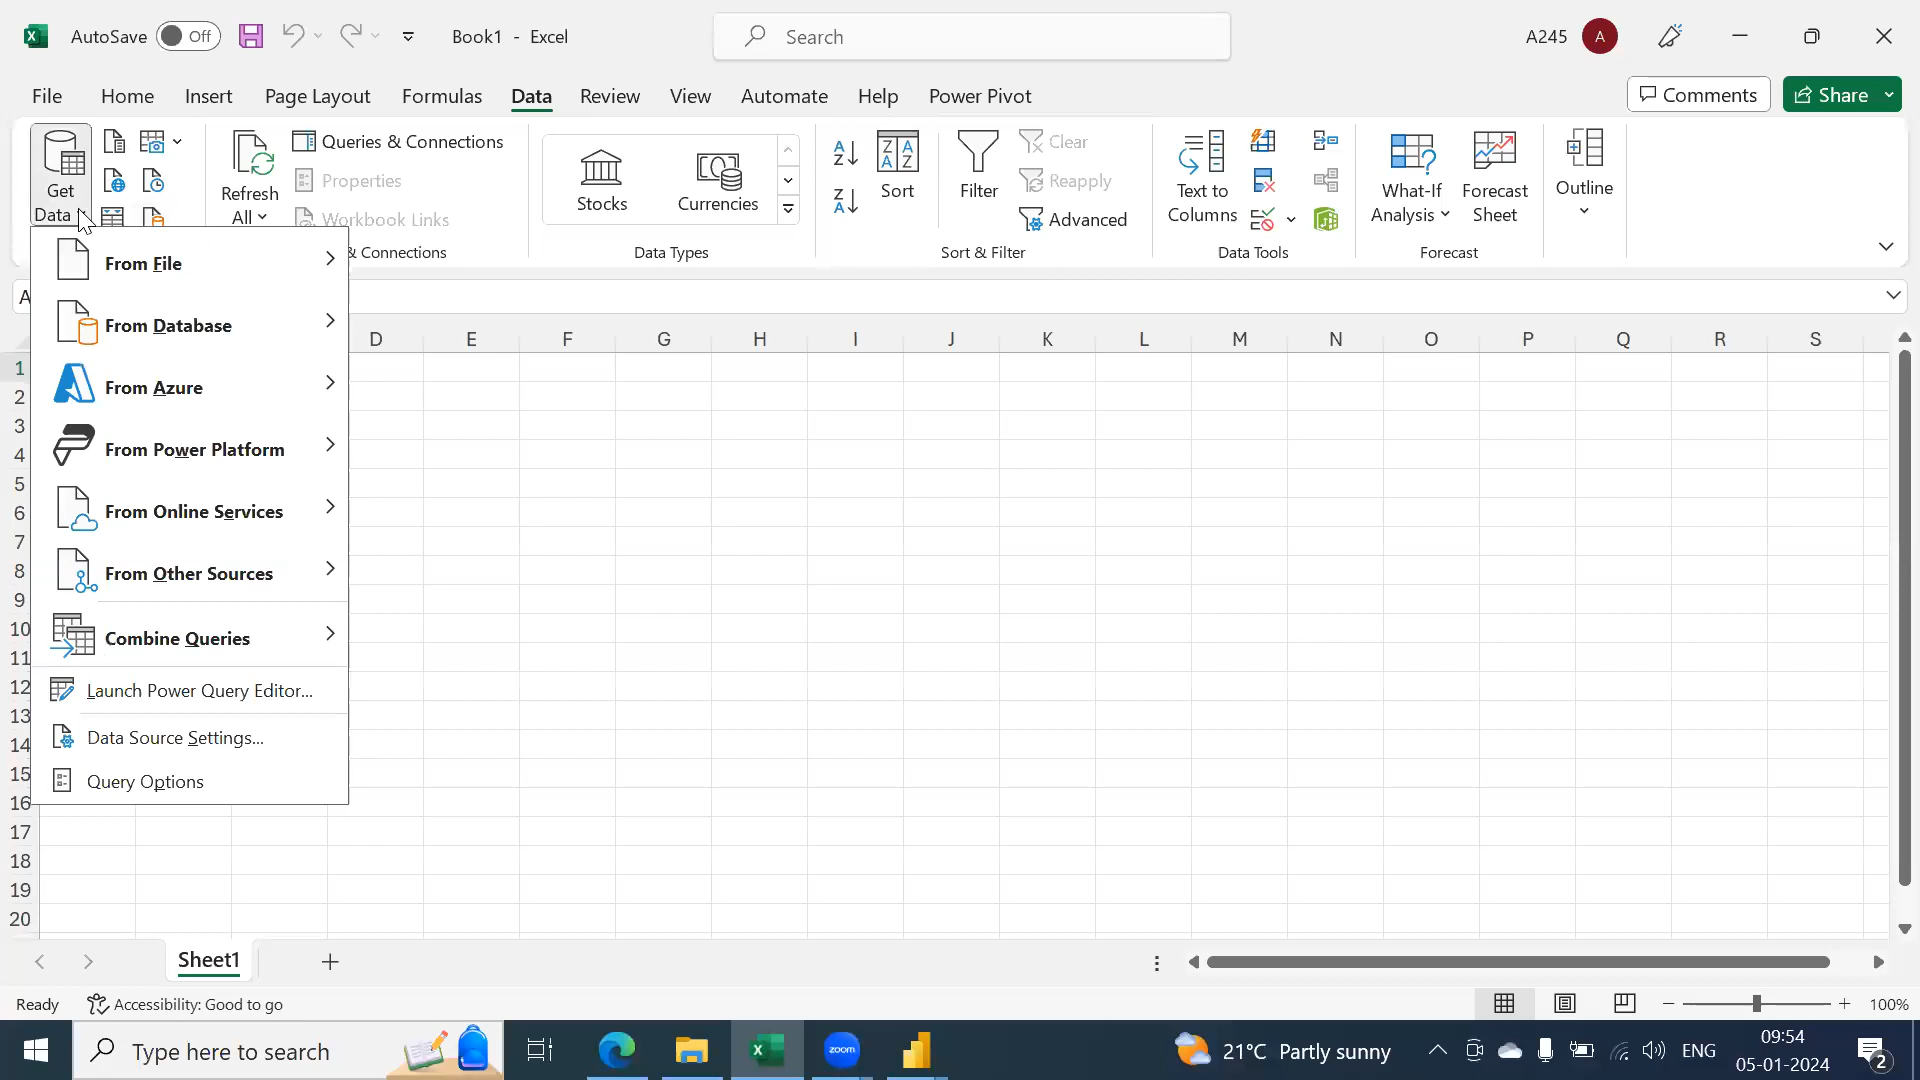 AutoSave Off Book1 - Excel Search A245 A
File Home Insert Page Layout Formulas Data Review View Automate Help Power Pivot Comments Share
Get Data
Refresh All
Queries & Connections
Properties
Workbook Links
& Connections
Stocks Currencies
Data Types
A Z
Z A
Z A A Z
Sort
Filter
Clear
Reapply
Advanced
Sort & Filter
Text to Columns
Data Tools
What-If Analysis
Forecast Sheet
Forecast
Outline
From File
From Database
From Azure
From Power Platform
From Online Services
From Other Sources
Combine Queries
Launch Power Query Editor...
Data Source Settings...
Query Options
A
D E F G H I J K L M N O P Q R S
1
2
3
4
5
6
7
8
9
10
11
12
13
14
15
16
17
18
19
20
Sheet1
Ready Accessibility: Good to go 100%
Type here to search zoom 21°C Partly sunny ENG 09:54
05-01-2024 2